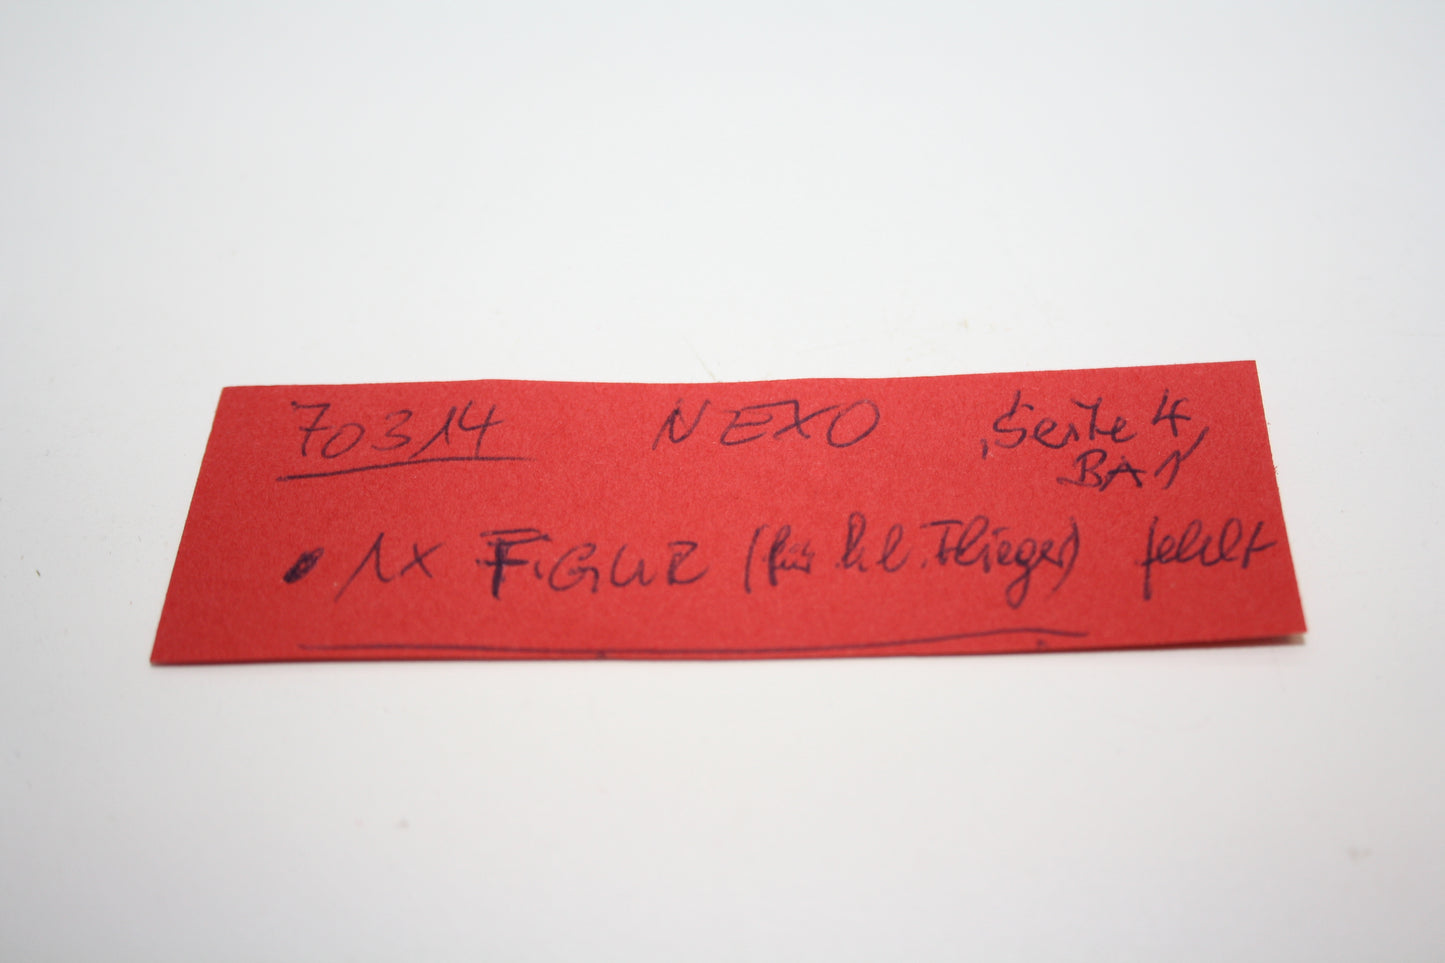 70314 NEXO Seite 4,
BA 1
• 1x FIGUR (für kl. Flieger) fehlt